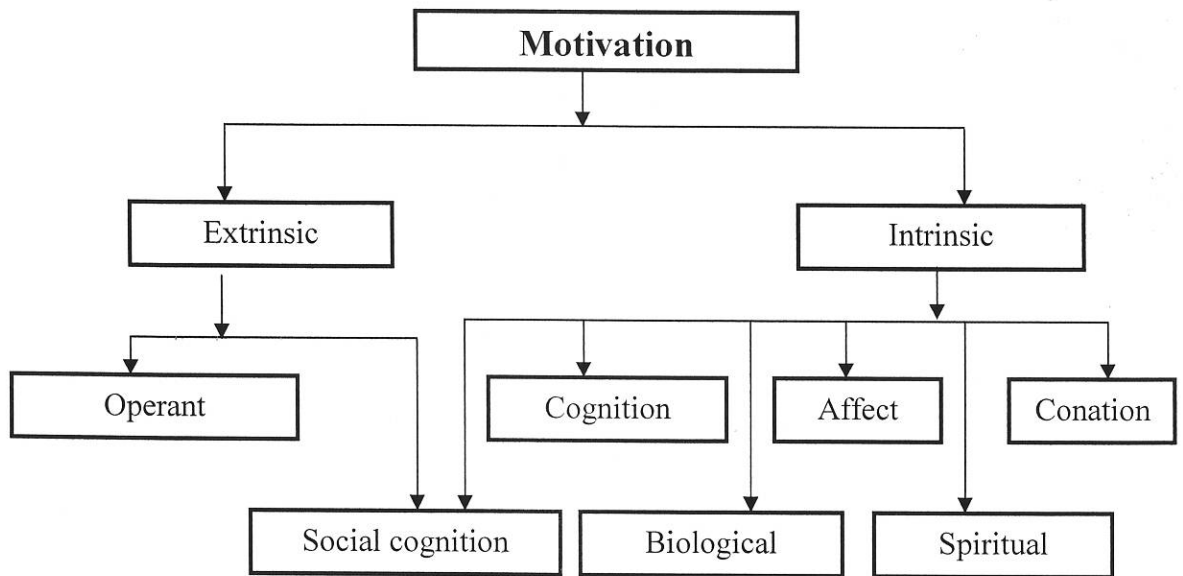 Motivation
Extrinsic
Intrinsic
Operant
Cognition
Affect
Conation
Social cognition
Biological
Spiritual